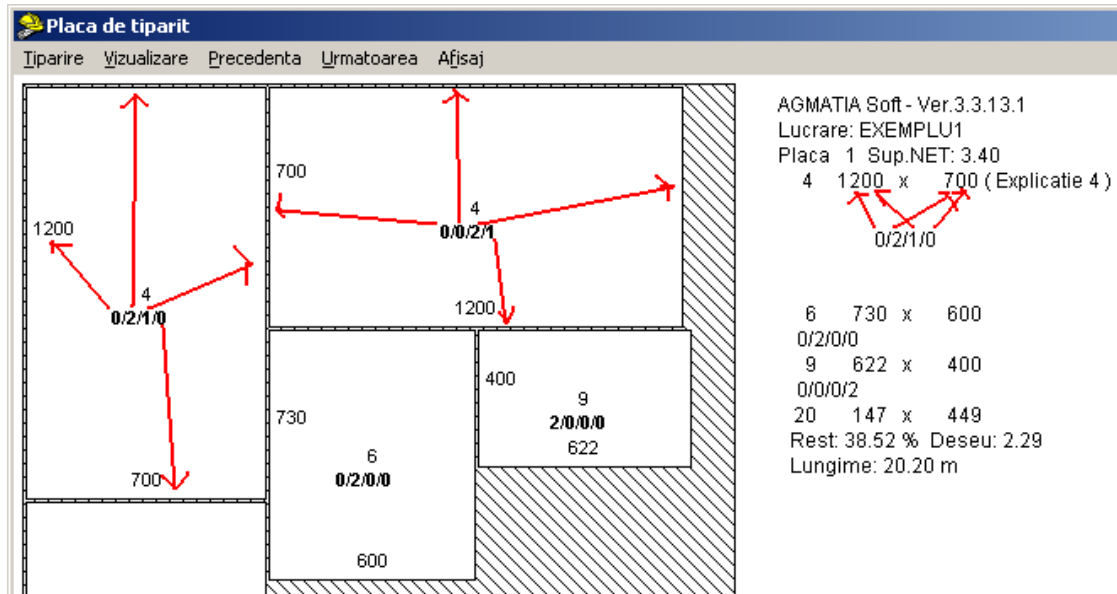 Placa de tiparit
Tiparire Vizualizare Precedenta Urmatoarea Afisaj
1200
4
0/2/1/0
700
700
4
0/0/2/1
1200
730
6
0/2/0/0
600
400
9
2/0/0/0
622
AGMATIA Soft - Ver.3.3.13.1
Lucrare: EXEMPLU1
Placa 1 Sup.NET: 3.40
4 1200 x 700 ( Explicatie 4 )
0/2/1/0
6 730 x 600
0/2/0/0
9 622 x 400
0/0/0/2
20 147 x 449
Rest: 38.52 % Deseu: 2.29
Lungime: 20.20 m